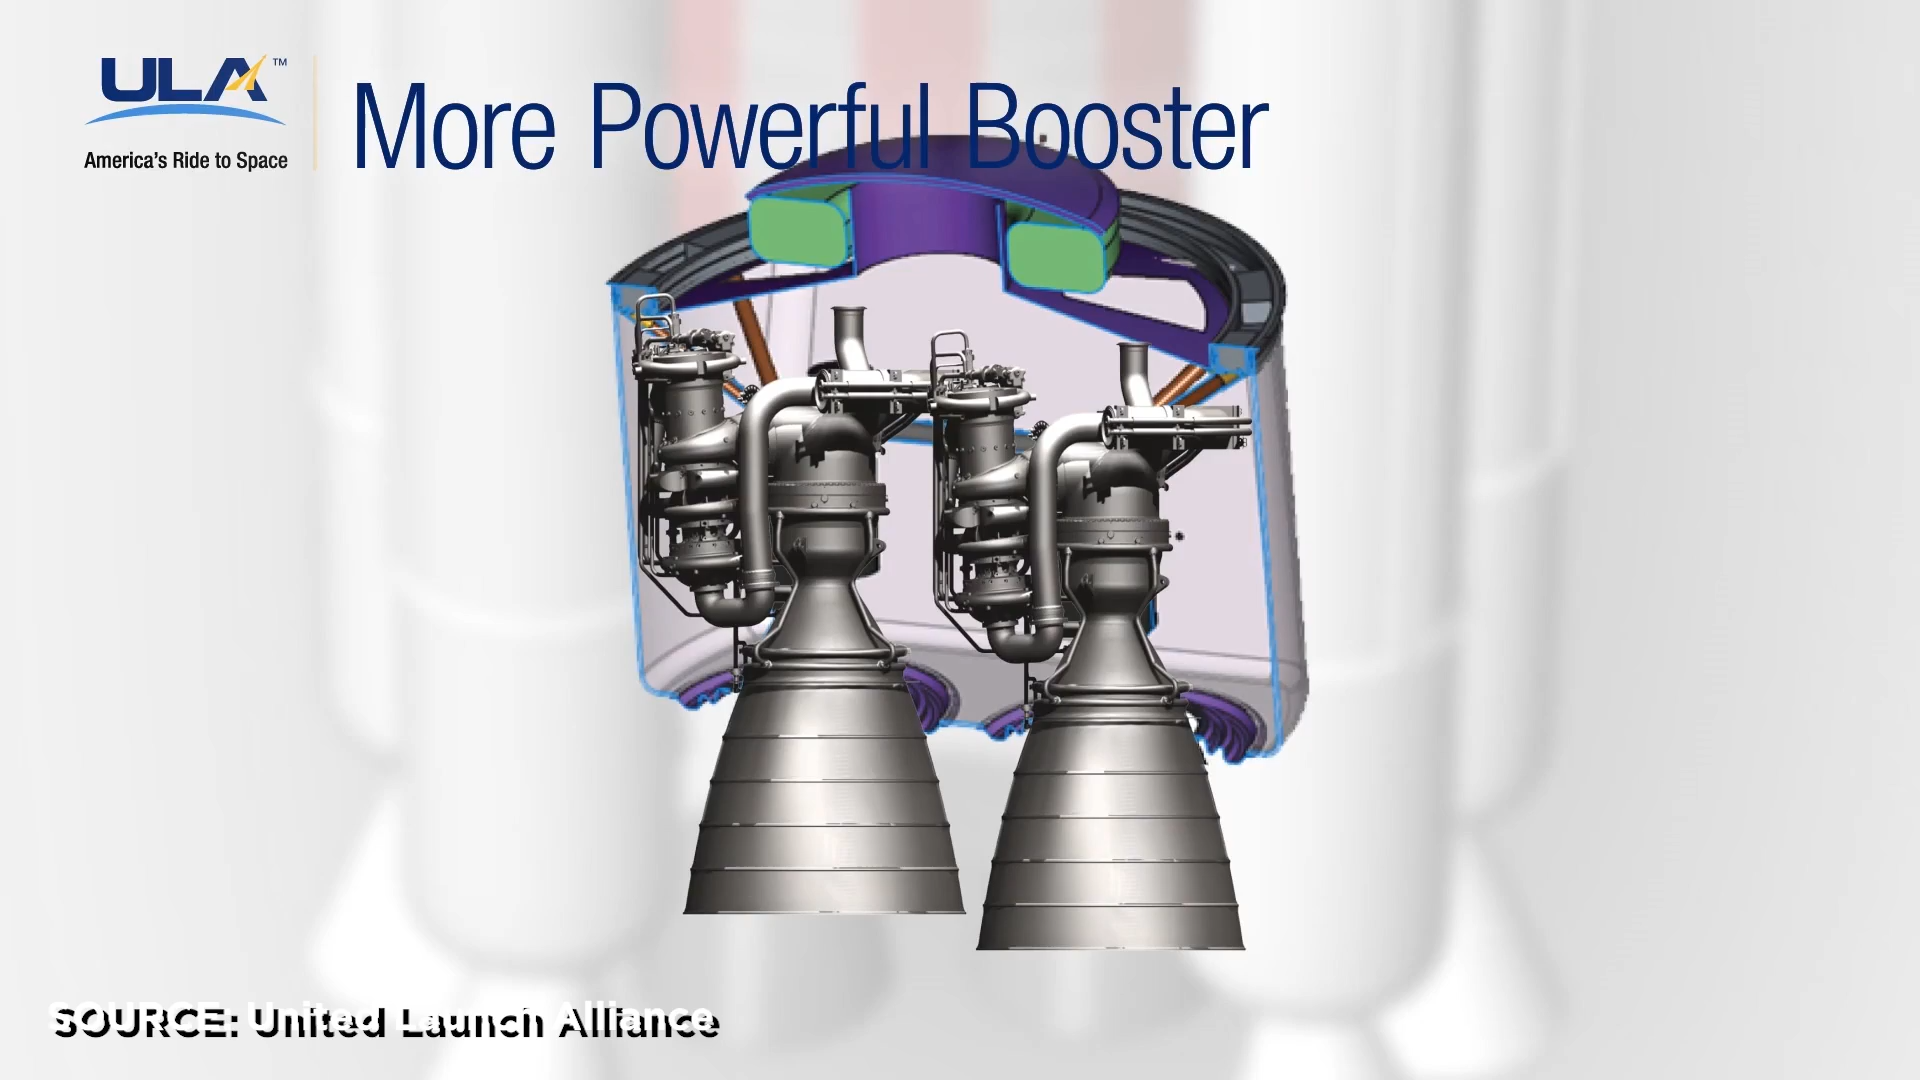 ULA™
America's Ride to Space
More Powerful Booster
SOURCE: United Launch Alliance